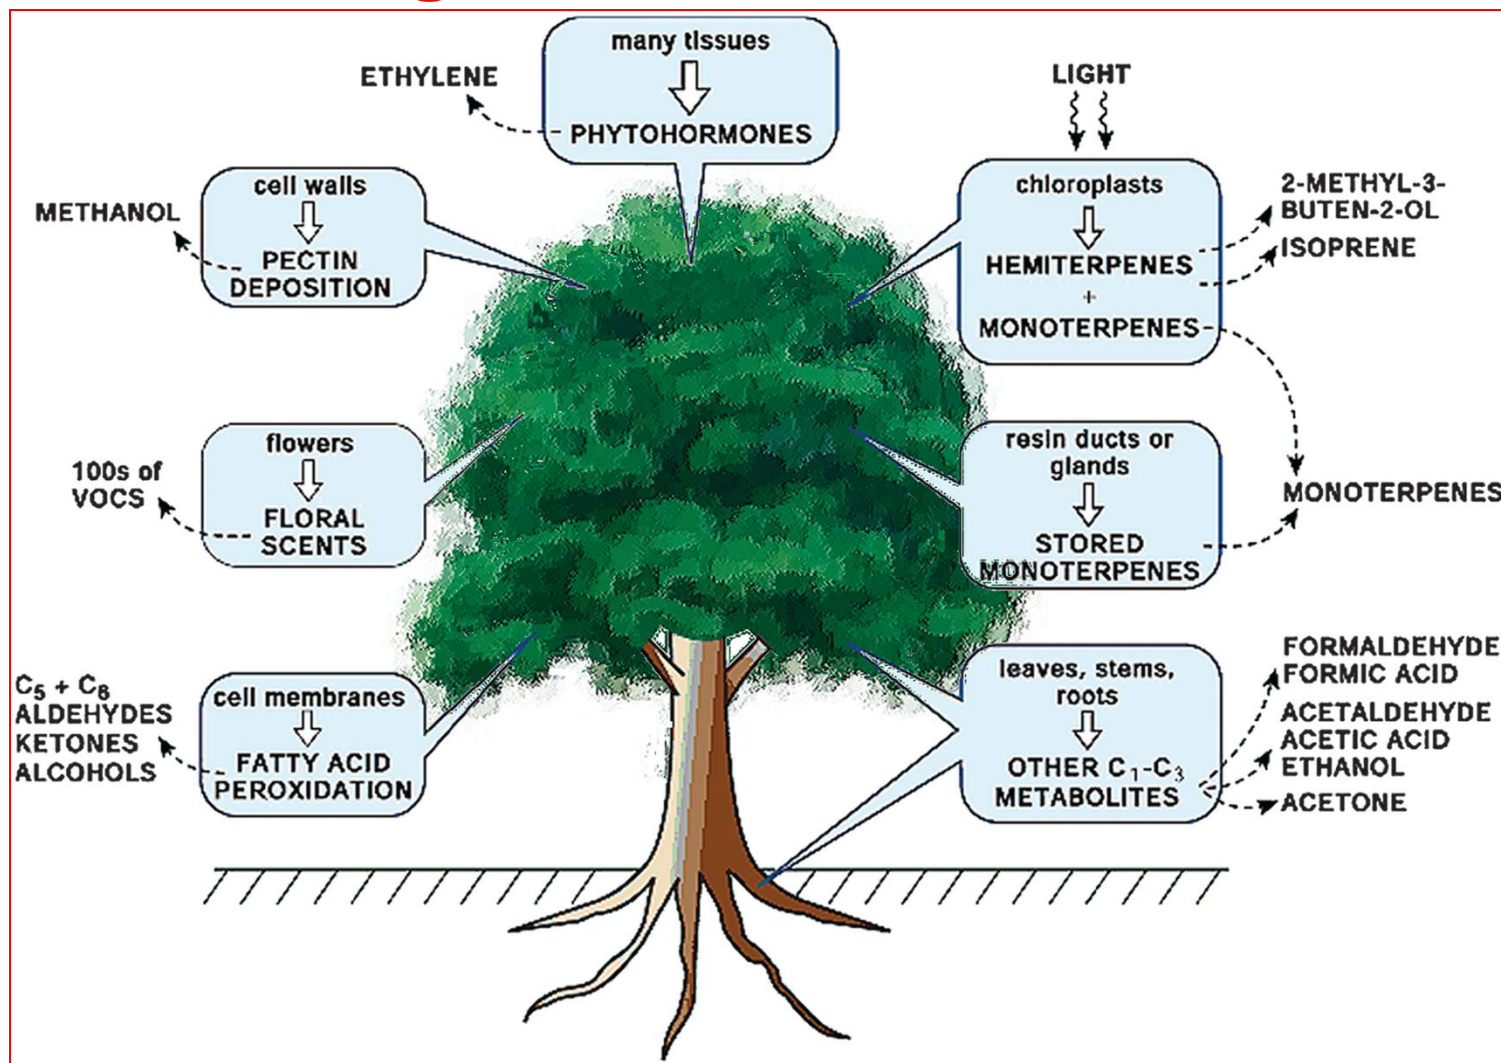 many tissues
PHYTOHORMONES
ETHYLENE
LIGHT
cell walls
PECTIN
DEPOSITION
METHANOL
chloroplasts
HEMITERPENES
+
MONOTERPENES
2-METHYL-3-
BUTEN-2-OL
ISOPRENE
flowers
FLORAL
SCENTS
100s of
VOCS
resin ducts or
glands
STORED
MONOTERPENES
MONOTERPENES
cell membranes
FATTY ACID
PEROXIDATION
C₅ + C₆
ALDEHYDES
KETONES
ALCOHOLS
leaves, stems,
roots
OTHER C₁-C₃
METABOLITES
FORMALDEHYDE
FORMIC ACID
ACETALDEHYDE
ACETIC ACID
ETHANOL
ACETONE